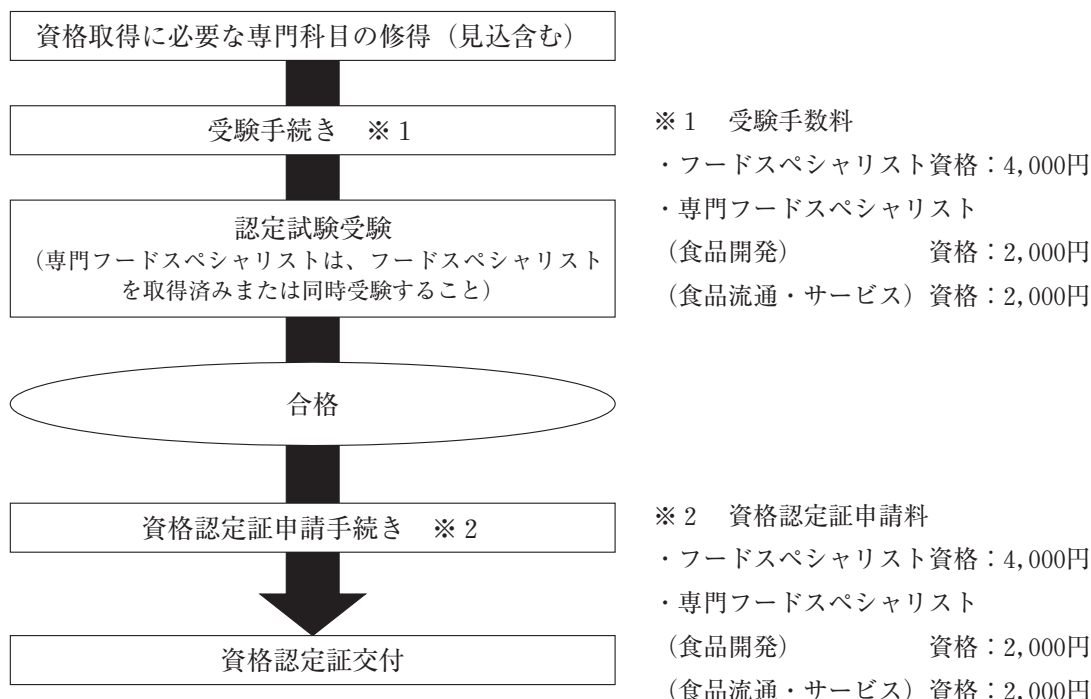 資格取得に必要な専門科目の修得（見込含む）
受験手続き　※1
※1　受験手数料
・フードスペシャリスト資格：4,000円
・専門フードスペシャリスト
（食品開発）　資格：2,000円
（食品流通・サービス）資格：2,000円
認定試験受験
（専門フードスペシャリストは、フードスペシャリスト
を取得済みまたは同時受験すること）
合格
資格認定証申請手続き　※2
※2　資格認定証申請料
・フードスペシャリスト資格：4,000円
・専門フードスペシャリスト
（食品開発）　資格：2,000円
（食品流通・サービス）資格：2,000円
資格認定証交付